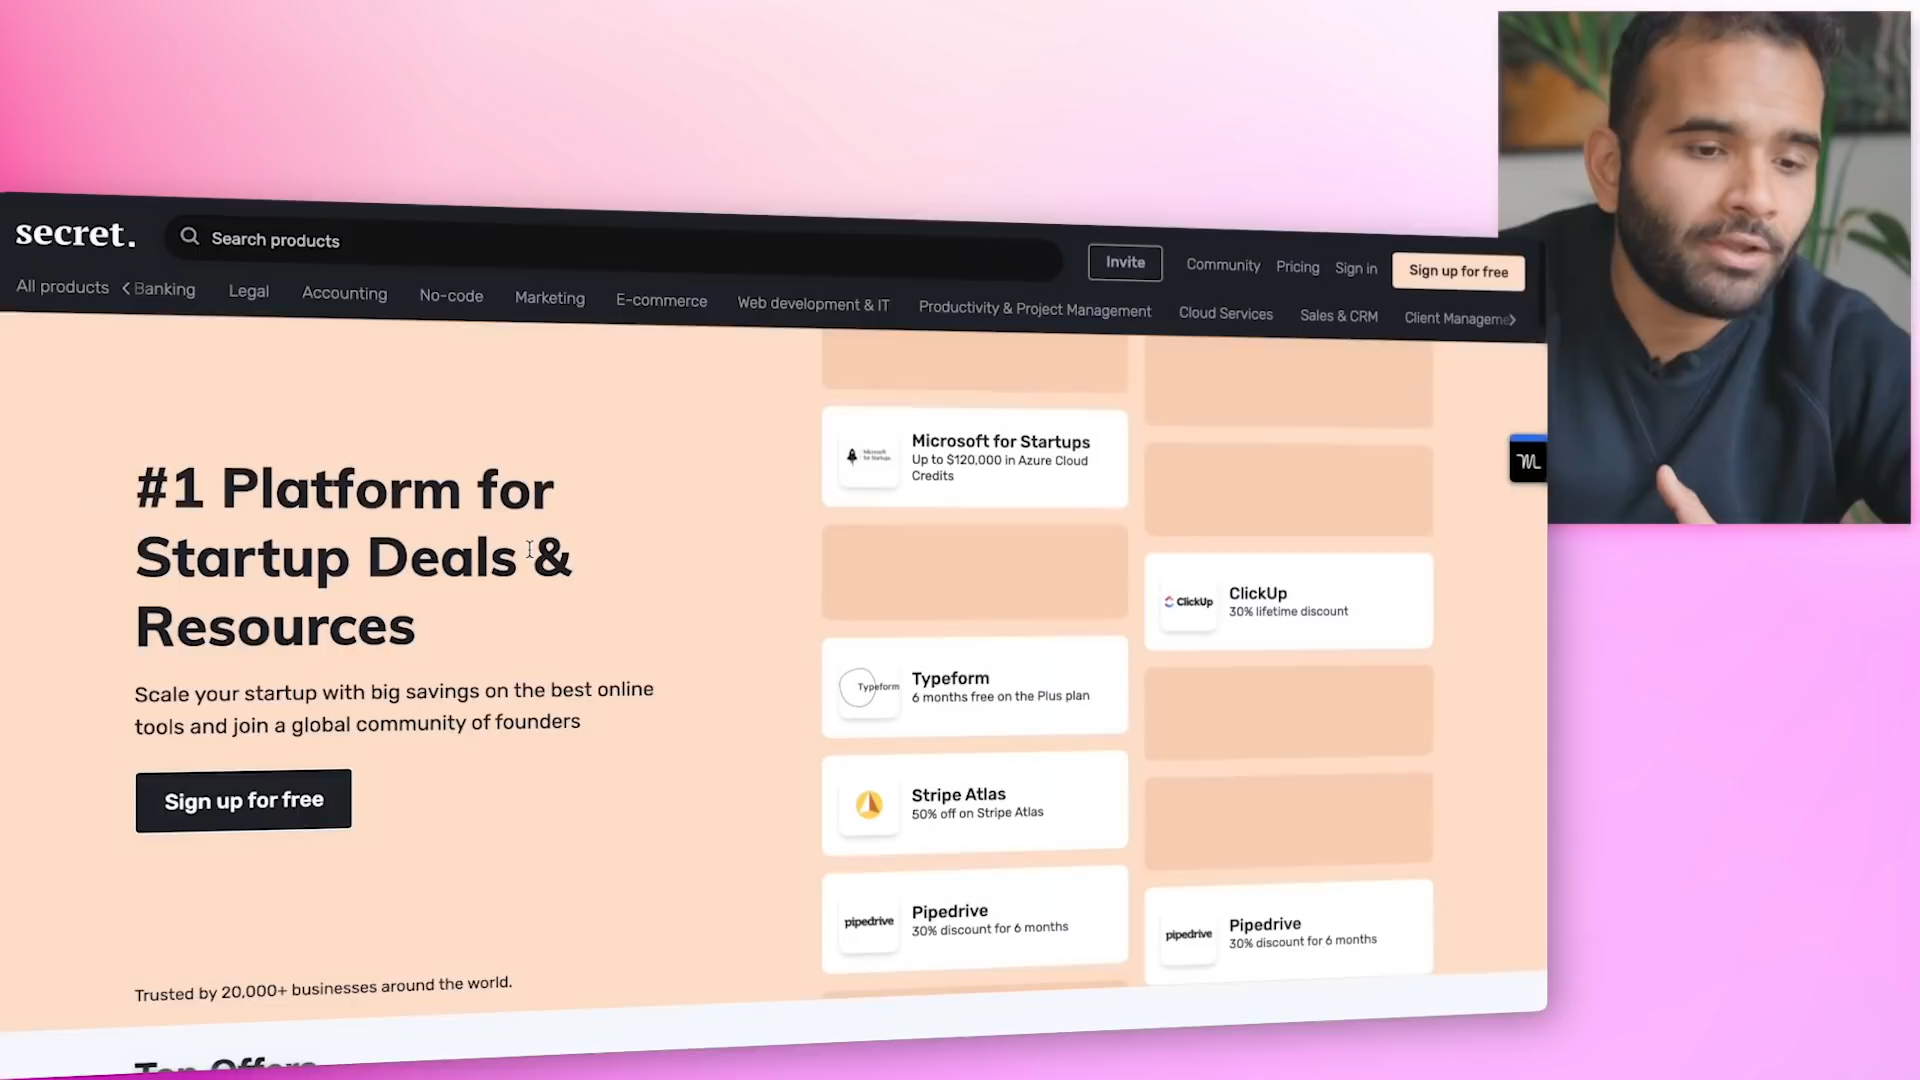 secret.
Search products
Invite
Community
Pricing
Sign in
Sign up for free
All products
Banking
Legal
Accounting
No-code
Marketing
E-commerce
Web development & IT
Productivity & Project Management
Cloud Services
Sales & CRM
Client Manageme
#1 Platform for
Startup Deals &
Resources
Scale your startup with big savings on the best online
tools and join a global community of founders
Sign up for free
Trusted by 20,000+ businesses around the world.
Microsoft
for Startups
Microsoft for Startups
Up to $120,000 in Azure Cloud
Credits
Typeform
Typeform
6 months free on the Plus plan
Stripe Atlas
50% off on Stripe Atlas
pipedrive
Pipedrive
30% discount for 6 months
ClickUp
ClickUp
30% lifetime discount
pipedrive
Pipedrive
30% discount for 6 months
Top Offers